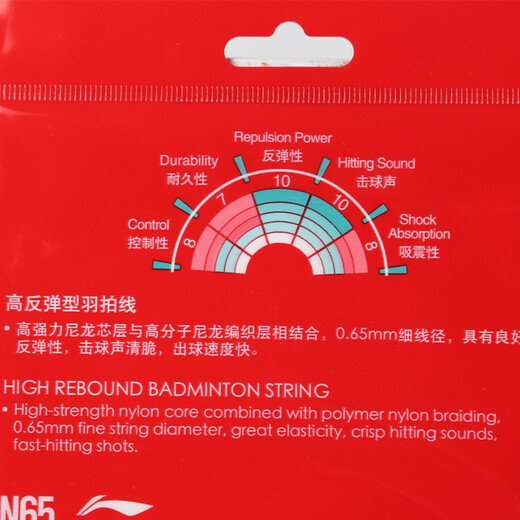 Repulsion Power
反弹性
Durability
耐久性
Hitting Sound
击球声
Control
控制性
Shock
Absorption
吸震性
8
7
10
10
8
高反弹型羽拍线
• 高强力尼龙芯层与高分子尼龙编织层相结合，0.65mm细线径，具有良好
反弹性，击球声清脆，出球速度快。
HIGH REBOUND BADMINTON STRING
• High-strength nylon core combined with polymer nylon braiding,
0.65mm fine string diameter, great elasticity, crisp hitting sounds,
fast-hitting shots.
N65